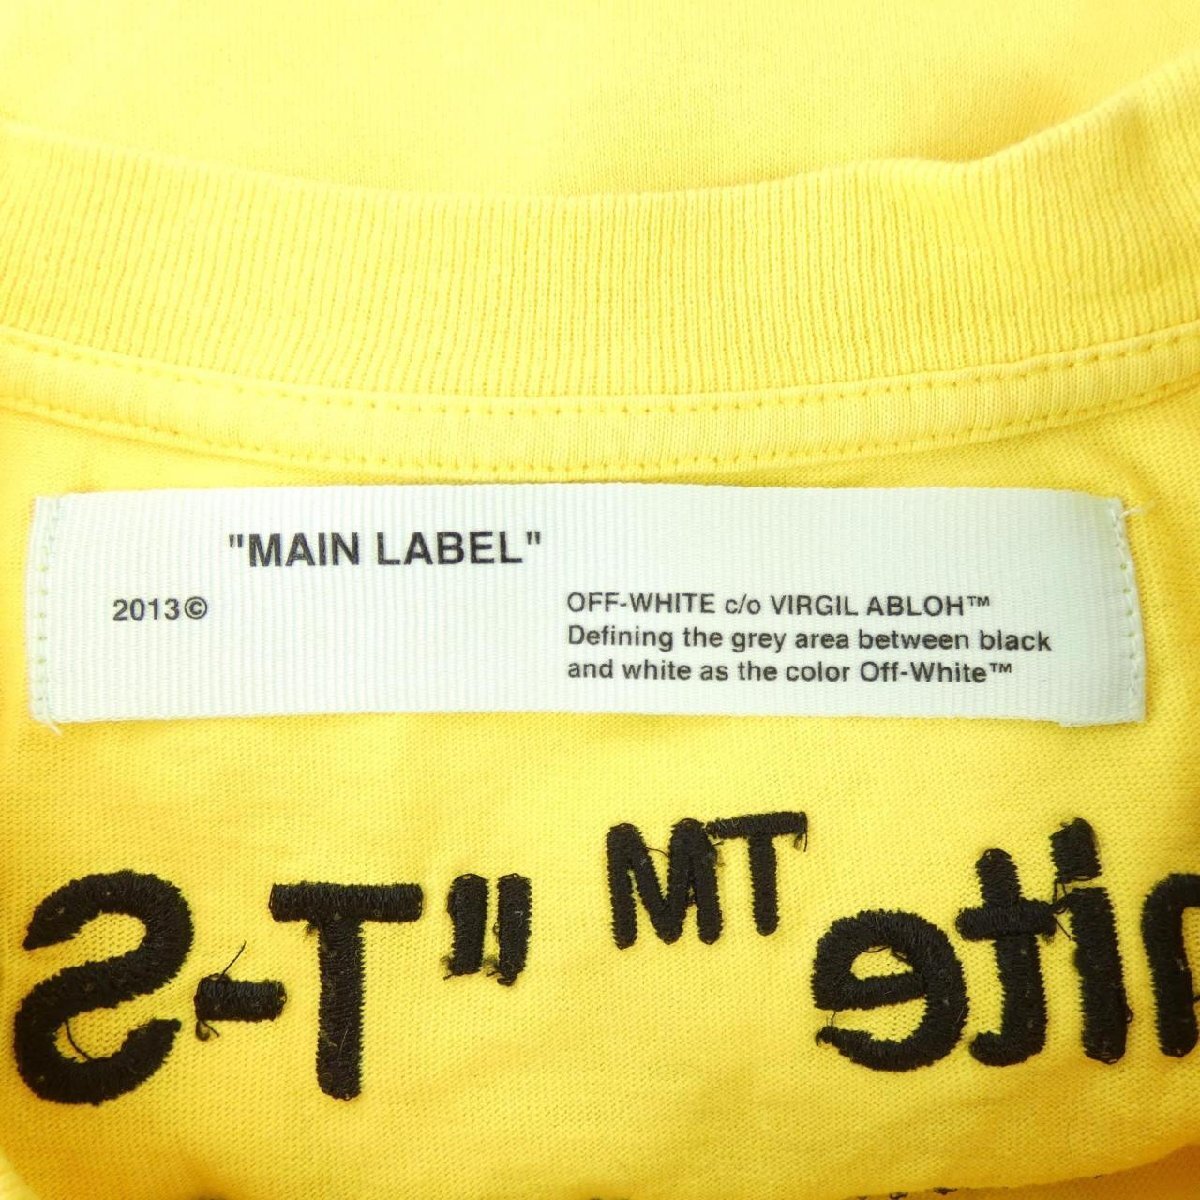 "MAIN LABEL"
2013©
OFF-WHITE c/o VIRGIL ABLOH™
Defining the grey area between black
and white as the color Off-White™
ite™ "T-S